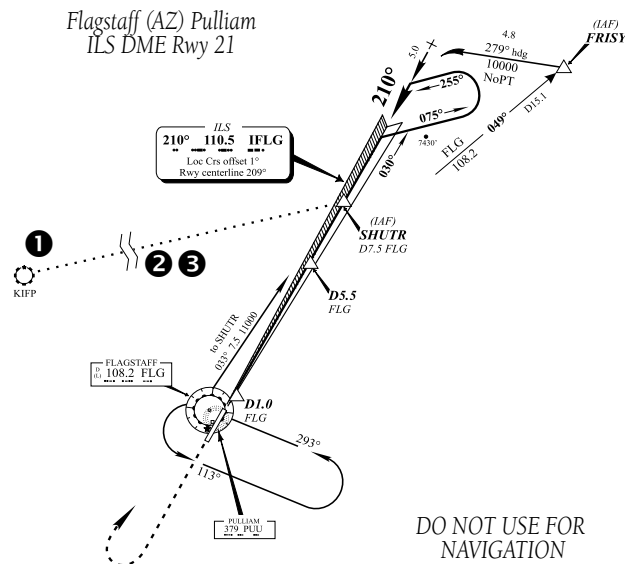 Flagstaff (AZ) Pulliam
ILS DME Rwy 21
(IAF)
FRISY
4.8
279° hdg
10000
NoPT
5.0
210°
255°
075°
7430'
030°
FLG
108.2
049°
D15.1
ILS
210° 110.5 IFLG
Loc Crs offset 1°
Rwy centerline 209°
(IAF)
SHUTR
D7.5 FLG
1
2 3
KIFP
D5.5
FLG
to SHUTR
033° 7.5 11000
FLAGSTAFF
D
(L) 108.2 FLG
D1.0
FLG
293°
113°
PULLIAM
379 PUU
DO NOT USE FOR
NAVIGATION